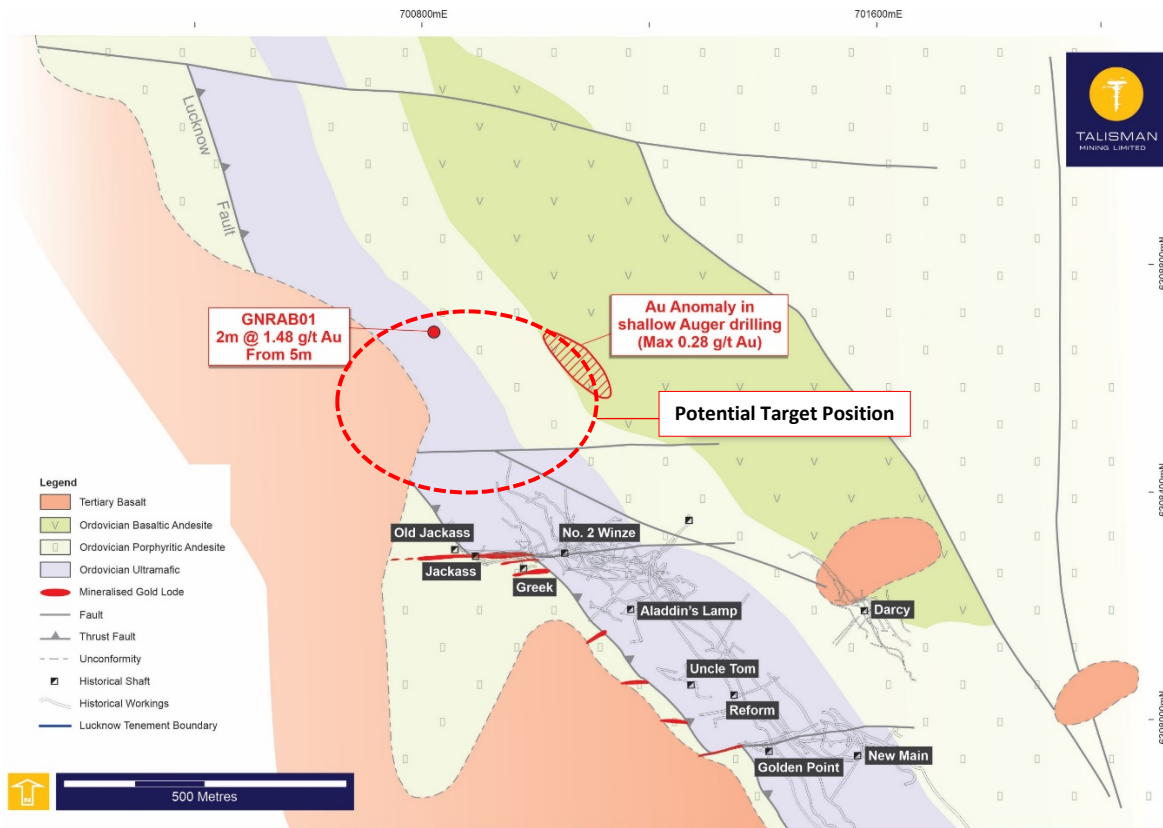 700800mE
701600mE
TALISMAN
MINING LIMITED
Lucknow
Fault
6208800mN
GNRAB01
2m @ 1.48 g/t Au
From 5m
Au Anomaly in
shallow Auger drilling
(Max 0.28 g/t Au)
Potential Target Position
6208400mN
Legend
Tertiary Basalt
V
Ordovician Basaltic Andesite
Ordovician Porphyritic Andesite
Ordovician Ultramafic
Mineralised Gold Lode
Fault
Thrust Fault
Unconformity
Historical Shaft
Historical Workings
Lucknow Tenement Boundary
Old Jackass
No. 2 Winze
Jackass
Greek
Aladdin's Lamp
Darcy
Uncle Tom
Reform
6208000mN
Golden Point
New Main
N
500 Metres